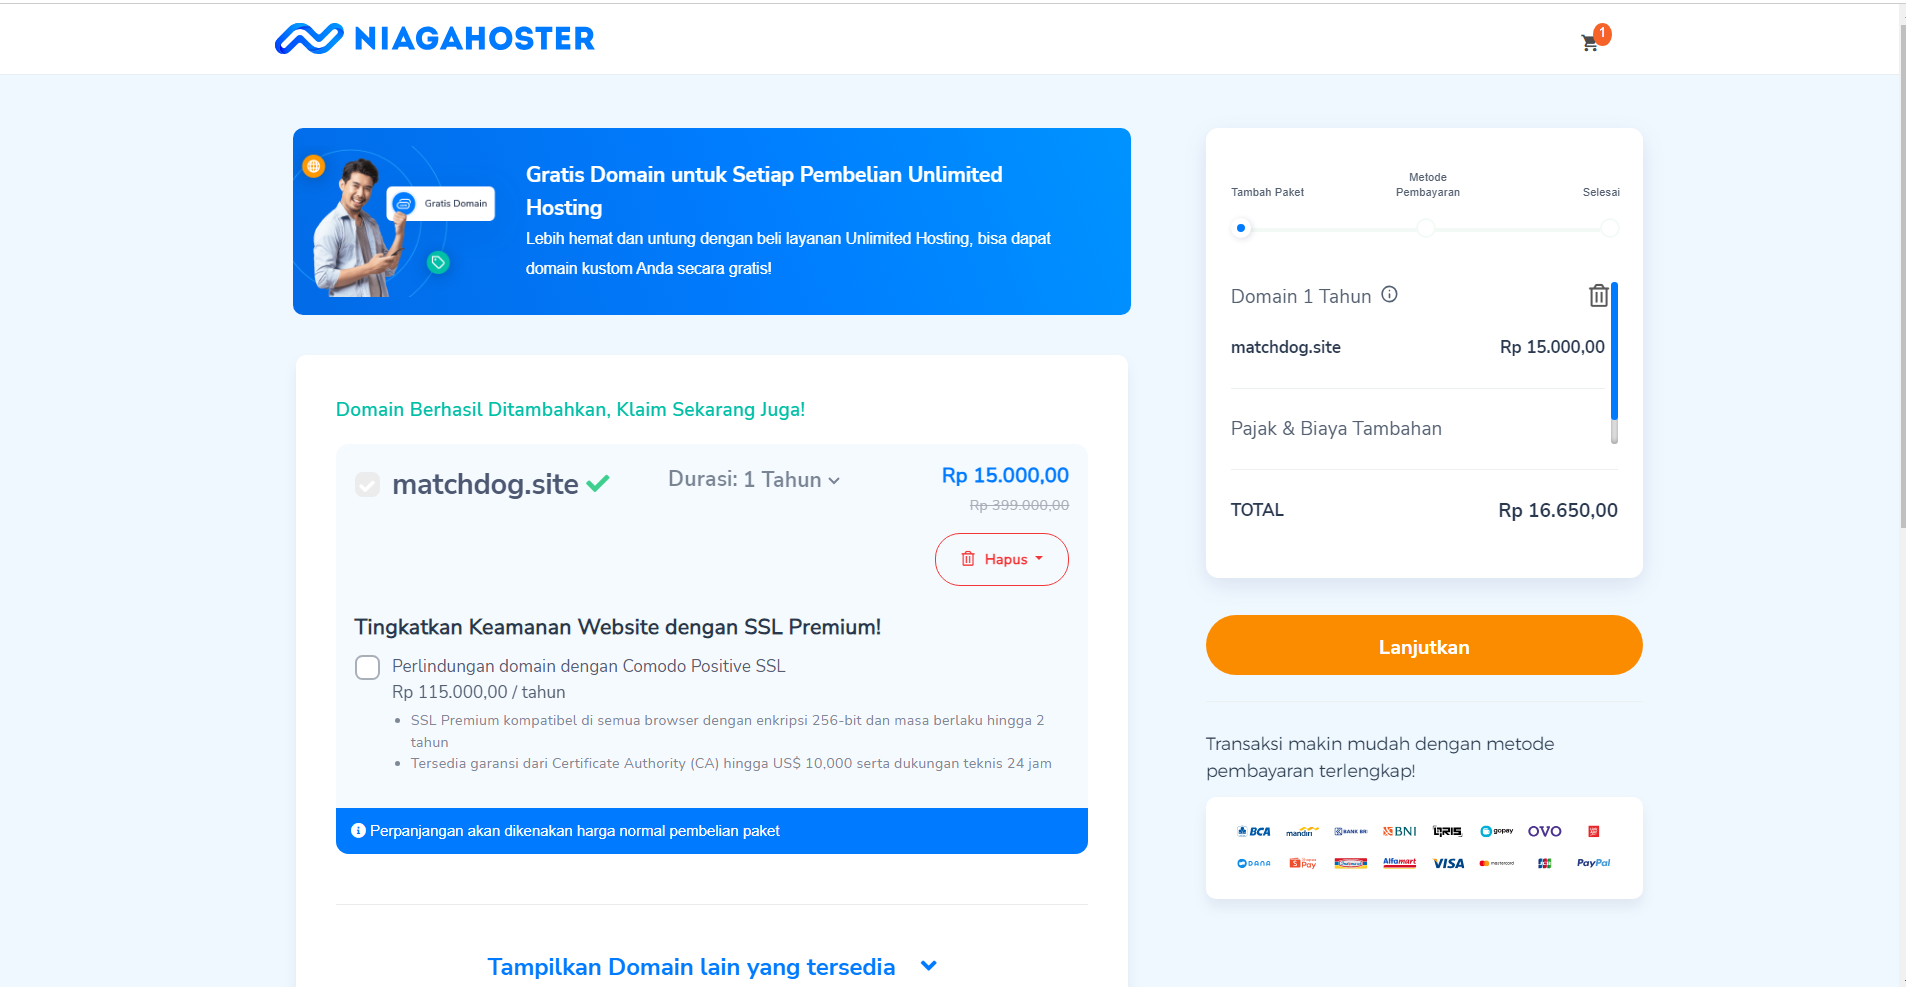 NIAGAHOSTER
1
Gratis Domain
Gratis Domain untuk Setiap Pembelian Unlimited
Hosting
Lebih hemat dan untung dengan beli layanan Unlimited Hosting, bisa dapat
domain kustom Anda secara gratis!
Domain Berhasil Ditambahkan, Klaim Sekarang Juga!
matchdog.site
Durasi: 1 Tahun
Rp 15.000,00
Rp 399.000,00
Hapus
Tingkatkan Keamanan Website dengan SSL Premium!
Perlindungan domain dengan Comodo Positive SSL
Rp 115.000,00 / tahun
SSL Premium kompatibel di semua browser dengan enkripsi 256-bit dan masa berlaku hingga 2
tahun
Tersedia garansi dari Certificate Authority (CA) hingga US$ 10,000 serta dukungan teknis 24 jam
Perpanjangan akan dikenakan harga normal pembelian paket
Tampilkan Domain lain yang tersedia
Tambah Paket
Metode
Pembayaran
Selesai
Domain 1 Tahun
matchdog.site Rp 15.000,00
Pajak & Biaya Tambahan
TOTAL Rp 16.650,00
Lanjutkan
Transaksi makin mudah dengan metode
pembayaran terlengkap!
BCA mandiri BANK BRI BNI QRIS gopay OVO
DANA Pay Indomaret Alfamart VISA mastercard JCB PayPal